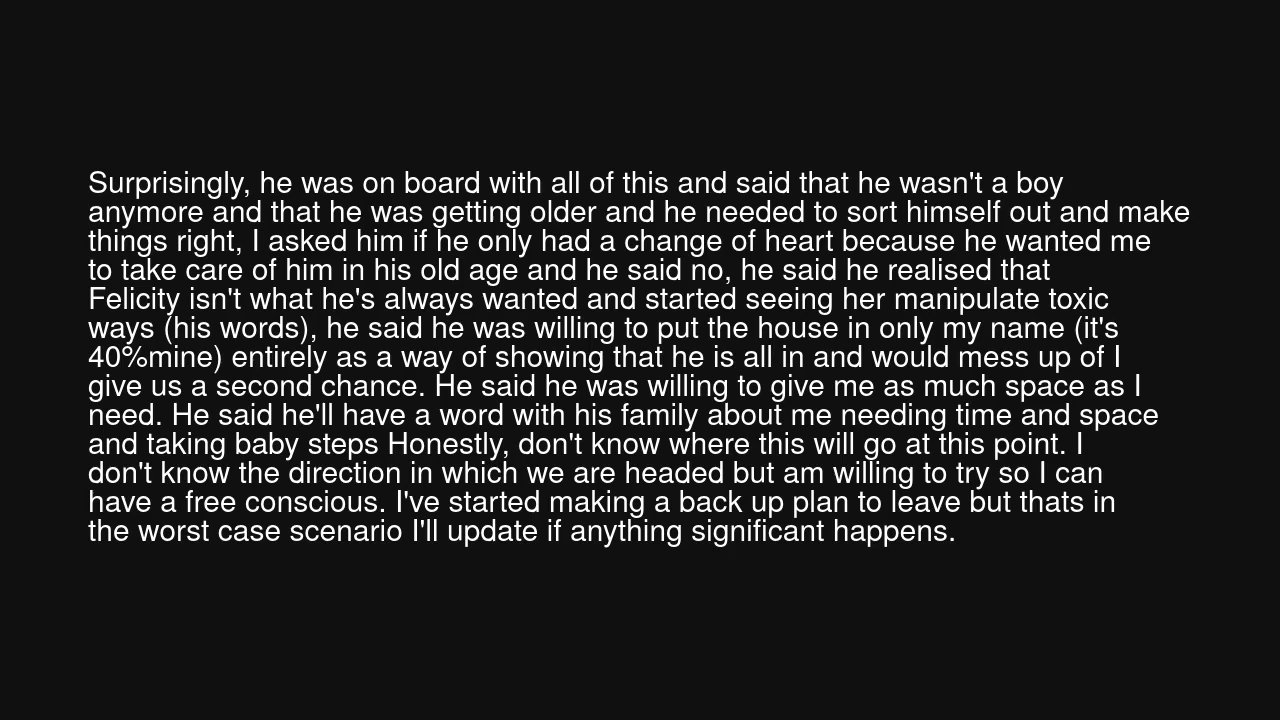 Surprisingly, he was on board with all of this and said that he wasn't a boy
anymore and that he was getting older and he needed to sort himself out and make
things right, I asked him if he only had a change of heart because he wanted me
to take care of him in his old age and he said no, he said he realised that
Felicity isn't what he's always wanted and started seeing her manipulate toxic
ways (his words), he said he was willing to put the house in only my name (it's
40%mine) entirely as a way of showing that he is all in and would mess up of I
give us a second chance. He said he was willing to give me as much space as I
need. He said he'll have a word with his family about me needing time and space
and taking baby steps Honestly, don't know where this will go at this point. I
don't know the direction in which we are headed but am willing to try so I can
have a free conscious. I've started making a back up plan to leave but thats in
the worst case scenario I'll update if anything significant happens.